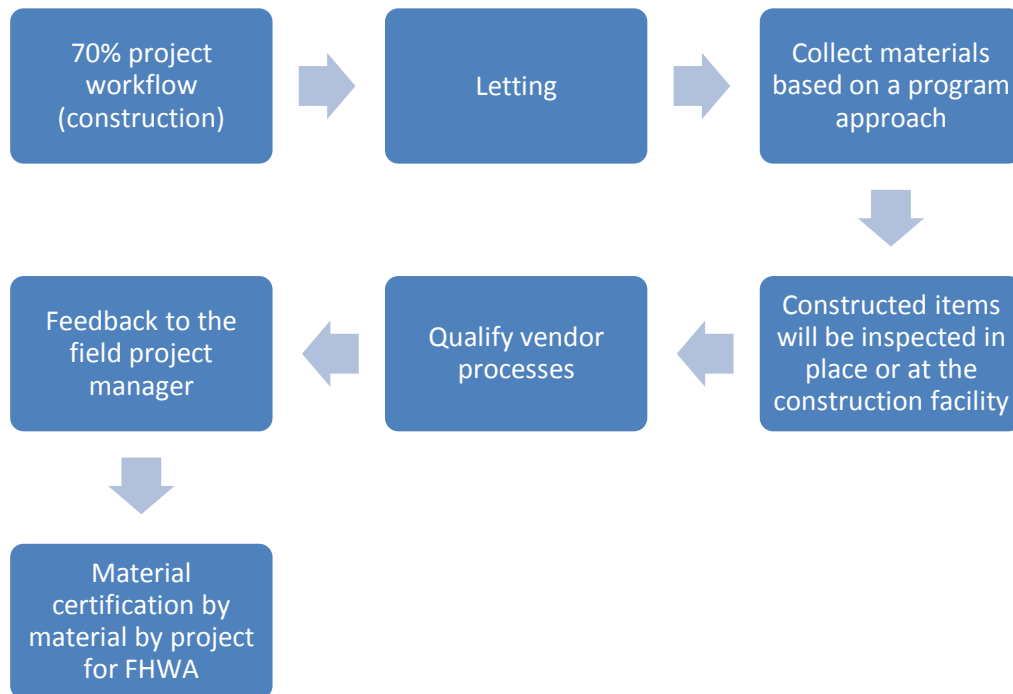 70% project
workflow
(construction)
Letting
Collect materials
based on a program
approach
Constructed items
will be inspected in
place or at the
construction facility
Qualify vendor
processes
Feedback to the
field project
manager
Material
certification by
material by project
for FHWA